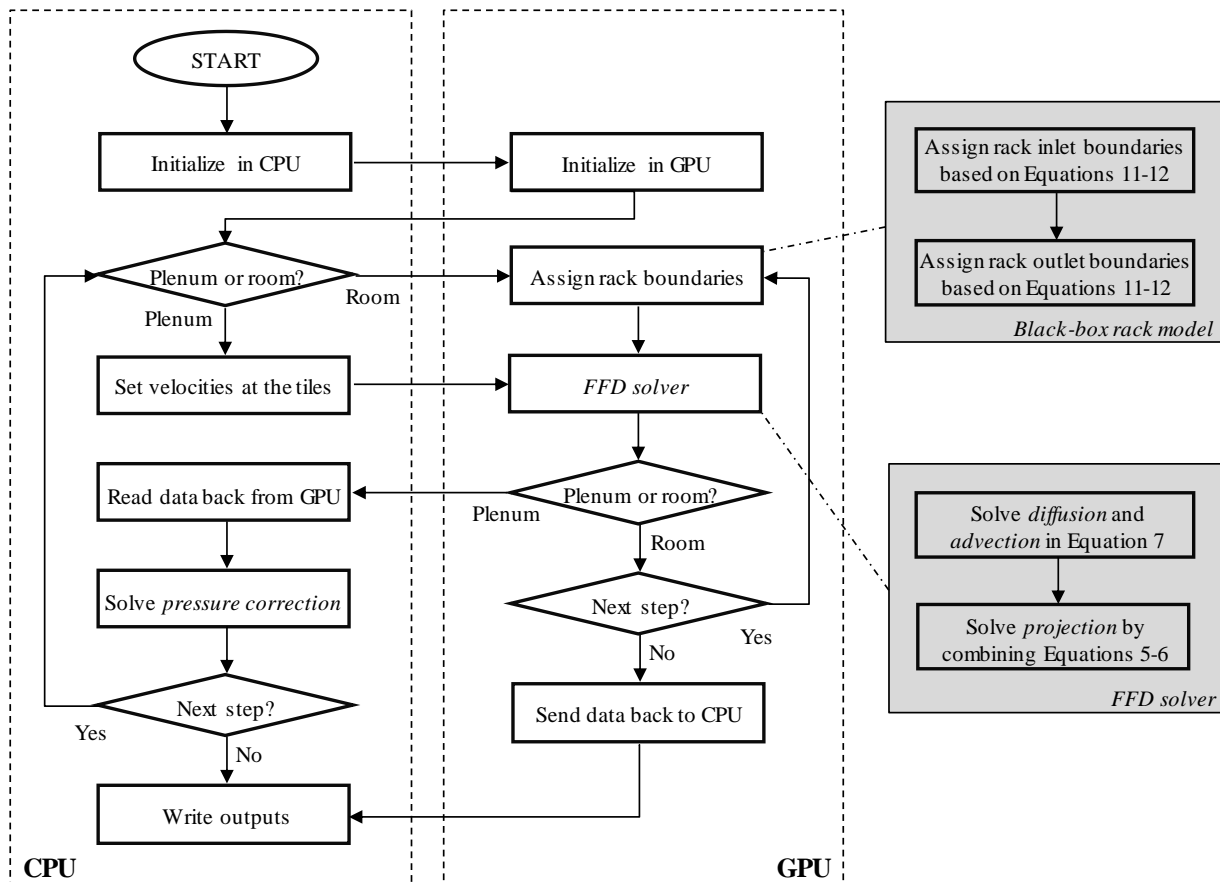 START
Initialize in CPU
Initialize in GPU
Plenum or room?
Room
Plenum
Assign rack boundaries
Set velocities at the tiles
FFD solver
Read data back from GPU
Plenum or room?
Plenum
Room
Solve pressure correction
Next step?
Yes
No
Next step?
Yes
No
Send data back to CPU
Write outputs
CPU
GPU
Assign rack inlet boundaries
based on Equations 11-12
Assign rack outlet boundaries
based on Equations 11-12
Black-box rack model
Solve diffusion and
advection in Equation 7
Solve projection by
combining Equations 5-6
FFD solver